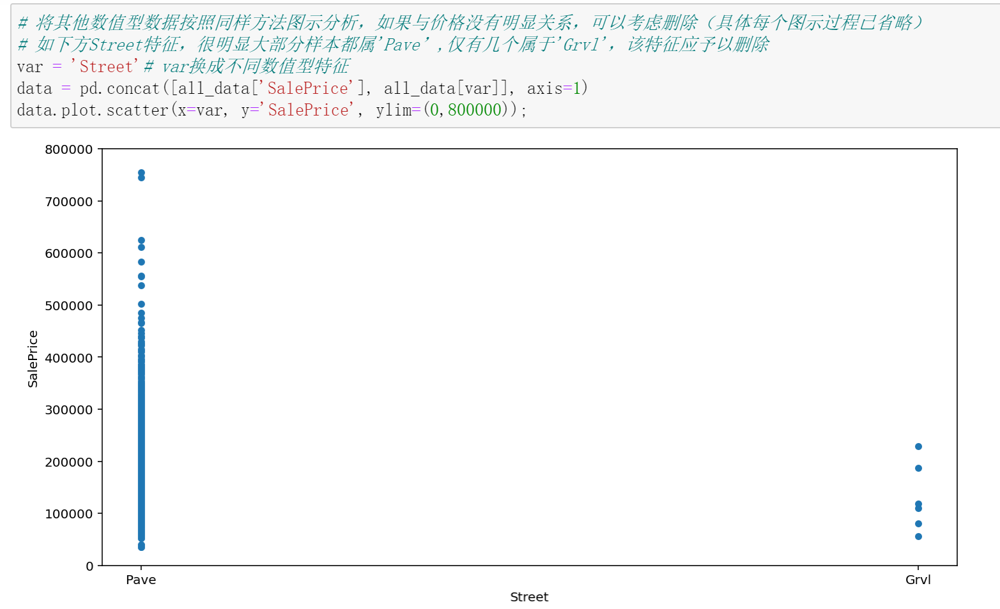 # 将其他数值型数据按照同样方法图示分析，如果与价格没有明显关系，可以考虑删除（具体每个图示过程已省略）
# 如下方Street特征，很明显大部分样本都属'Pave’,仅有几个属于'Grvl'，该特征应予以删除
var = 'Street'# var换成不同数值型特征
data = pd.concat([all_data['SalePrice'], all_data[var]], axis=1)
data.plot.scatter(x=var, y='SalePrice', ylim=(0,800000));
800000
700000
600000
500000
400000
300000
200000
100000
0
SalePrice
Pave
Grvl
Street